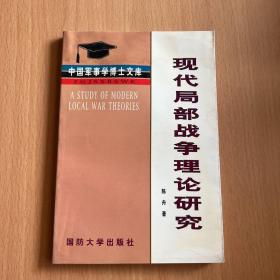 中国军事学博士文库
A STUDY OF MODERN
LOCAL WAR THEORIES
现代局部战争理论研究
陈舟 著
国防大学出版社